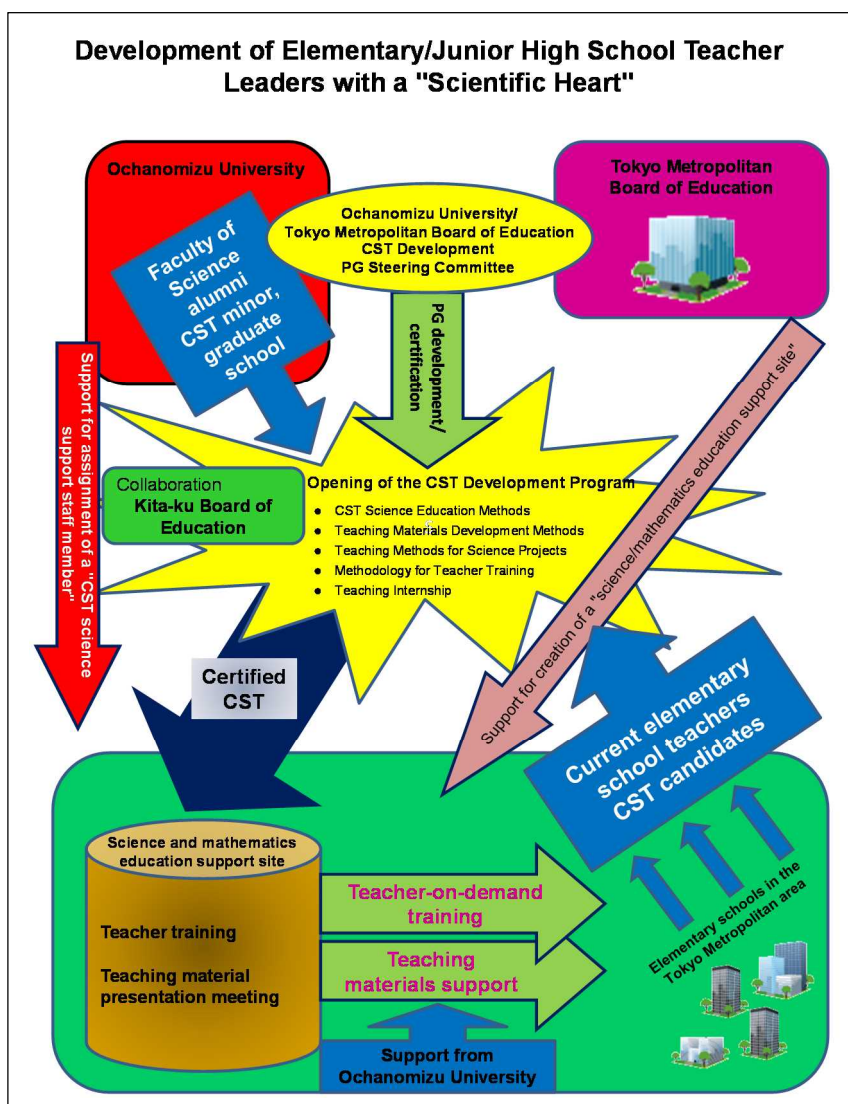 Development of Elementary/Junior High School Teacher
Leaders with a "Scientific Heart"
Ochanomizu University
Tokyo Metropolitan
Board of Education
Ochanomizu University/
Tokyo Metropolitan Board of Education
CST Development
PG Steering Committee
Faculty of
Science
alumni
CST minor,
graduate
school
PG development/
certification
Support for assignment of a "CST science
support staff member"
Support for creation of a "science/mathematics education support site"
Collaboration
Kita-ku Board of
Education
Opening of the CST Development Program
● CST Science Education Methods
● Teaching Materials Development Methods
● Teaching Methods for Science Projects
● Methodology for Teacher Training
● Teaching Internship
Certified
CST
Current elementary
school teachers
CST candidates
Science and mathematics
education support site
Teacher training
Teaching material
presentation meeting
Teacher-on-demand
training
Teaching
materials support
Elementary schools in the
Tokyo Metropolitan area
Support from
Ochanomizu University